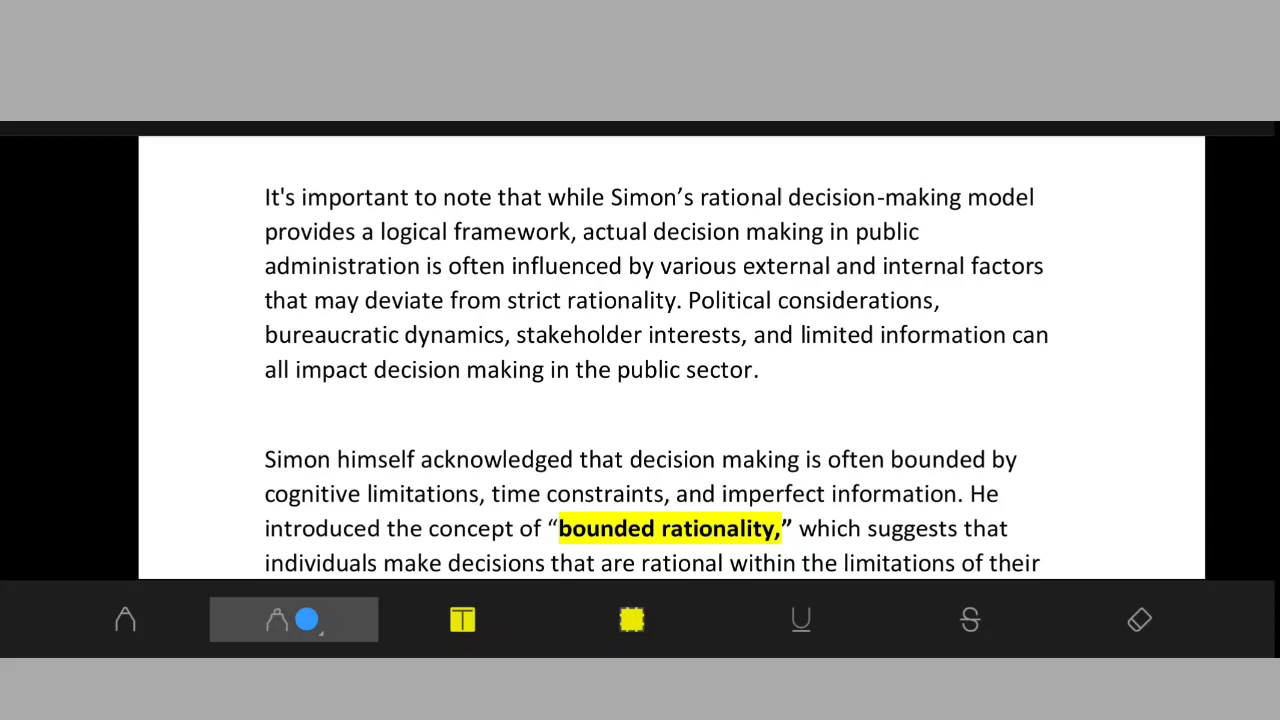 It's important to note that while Simon’s rational decision-making model
provides a logical framework, actual decision making in public
administration is often influenced by various external and internal factors
that may deviate from strict rationality. Political considerations,
bureaucratic dynamics, stakeholder interests, and limited information can
all impact decision making in the public sector.
Simon himself acknowledged that decision making is often bounded by
cognitive limitations, time constraints, and imperfect information. He
introduced the concept of “bounded rationality,” which suggests that
individuals make decisions that are rational within the limitations of their